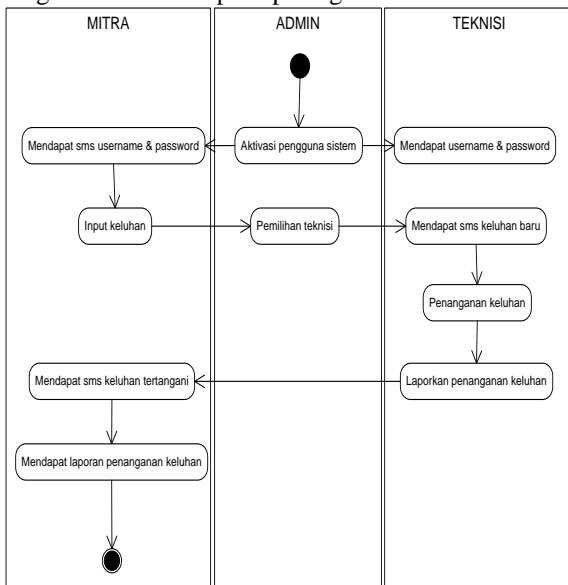 MITRA
ADMIN
TEKNISI
Mendapat sms username & password
Aktivasi pengguna sistem
Mendapat username & password
Input keluhan
Pemilihan teknisi
Mendapat sms keluhan baru
Penanganan keluhan
Mendapat sms keluhan tertangani
Laporkan penanganan keluhan
Mendapat laporan penanganan keluhan